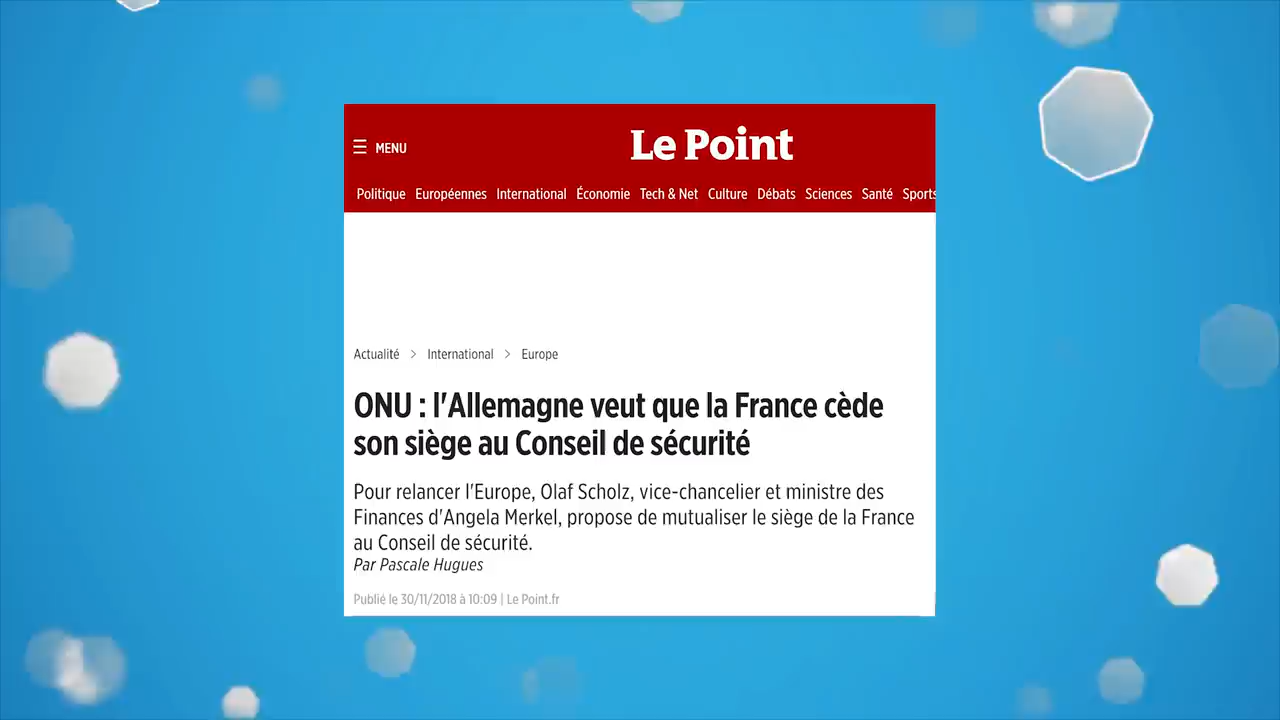 MENU
Le Point
Politique Européennes International Économie Tech & Net Culture Débats Sciences Santé Sports
Actualité > International > Europe
ONU : l'Allemagne veut que la France cède
son siège au Conseil de sécurité
Pour relancer l'Europe, Olaf Scholz, vice-chancelier et ministre des
Finances d'Angela Merkel, propose de mutualiser le siège de la France
au Conseil de sécurité.
Par Pascale Hugues
Publié le 30/11/2018 à 10:09 | Le Point.fr